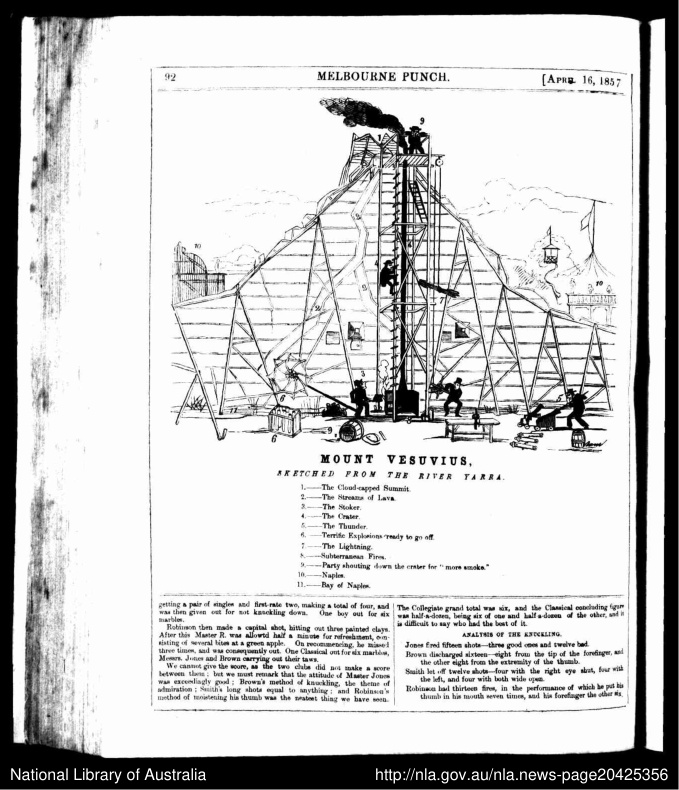 92
MELBOURNE PUNCH.
[APRIL 16, 1857
MOUNT VESUVIUS,
SKETCHED FROM THE RIVER YARRA.
1.——The Cloud-capped Summit.
2.——The Streams of Lava.
3.——The Stoker.
4.——The Crater.
5.——The Thunder.
6.——Terrific Explosions ready to go off.
7.——The Lightning.
8.——Subterranean Fires.
9.——Party shouting down the crater for "more smoke."
10.——Naples.
11.——Bay of Naples.
getting a pair of singles and first-rate two, making a total of four, and
was then given out for not knuckling down. One boy out for six
marbles.
Robinson then made a capital shot, hitting out three painted clays.
After this Master R. was allowtd half a minute for refreshment, con-
sisting of several bites at a green apple. On recommencing, he missed
three times, and was consequently out. One Classical out for six marbles,
Messrs. Jones and Brown carrying out their taws.
We cannot give the score, as the two clubs did not make a score
between them; but we must remark that the attitude of Master Jones
was exceedingly good; Brown's method of knuckling, the theme of
admiration; Smith's long shots equal to anything; and Robinson's
method of moistening his thumb was the neatest thing we have seen.
The Collegiate grand total was six, and the Classical concluding figure
was half-a-dozen, being six of one and half-a-dozen of the other, and it
is difficult to say who had the best of it.
ANALYSIS OF THE KNUCKLING.
Jones fired fifteen shots—three good ones and twelve bad.
Brown discharged sixteen—eight from the tip of the forefinger, and
the other eight from the extremity of the thumb.
Smith let off twelve shots—four with the right eye shut, four with
the left, and four with both wide open.
Robinson had thirteen fires, in the performance of which he put his
thumb in his mouth seven times, and his forefinger the other six.
National Library of Australia
http://nla.gov.au/nla.news-page20425356